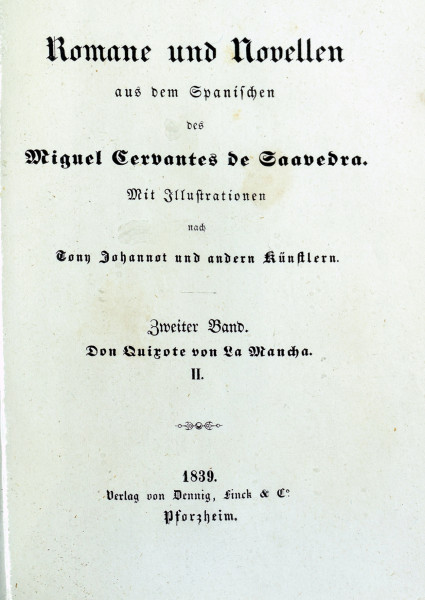 Romane und Novellen
aus dem Spanischen
des
Miguel Cervantes de Saavedra.
Mit Illustrationen
nach
Tony Johannot und andern Künstlern.
Zweiter Band.
Don Quixote von La Mancha.
II.
1839.
Verlag von Dennig, Finck & Co.
Pforzheim.